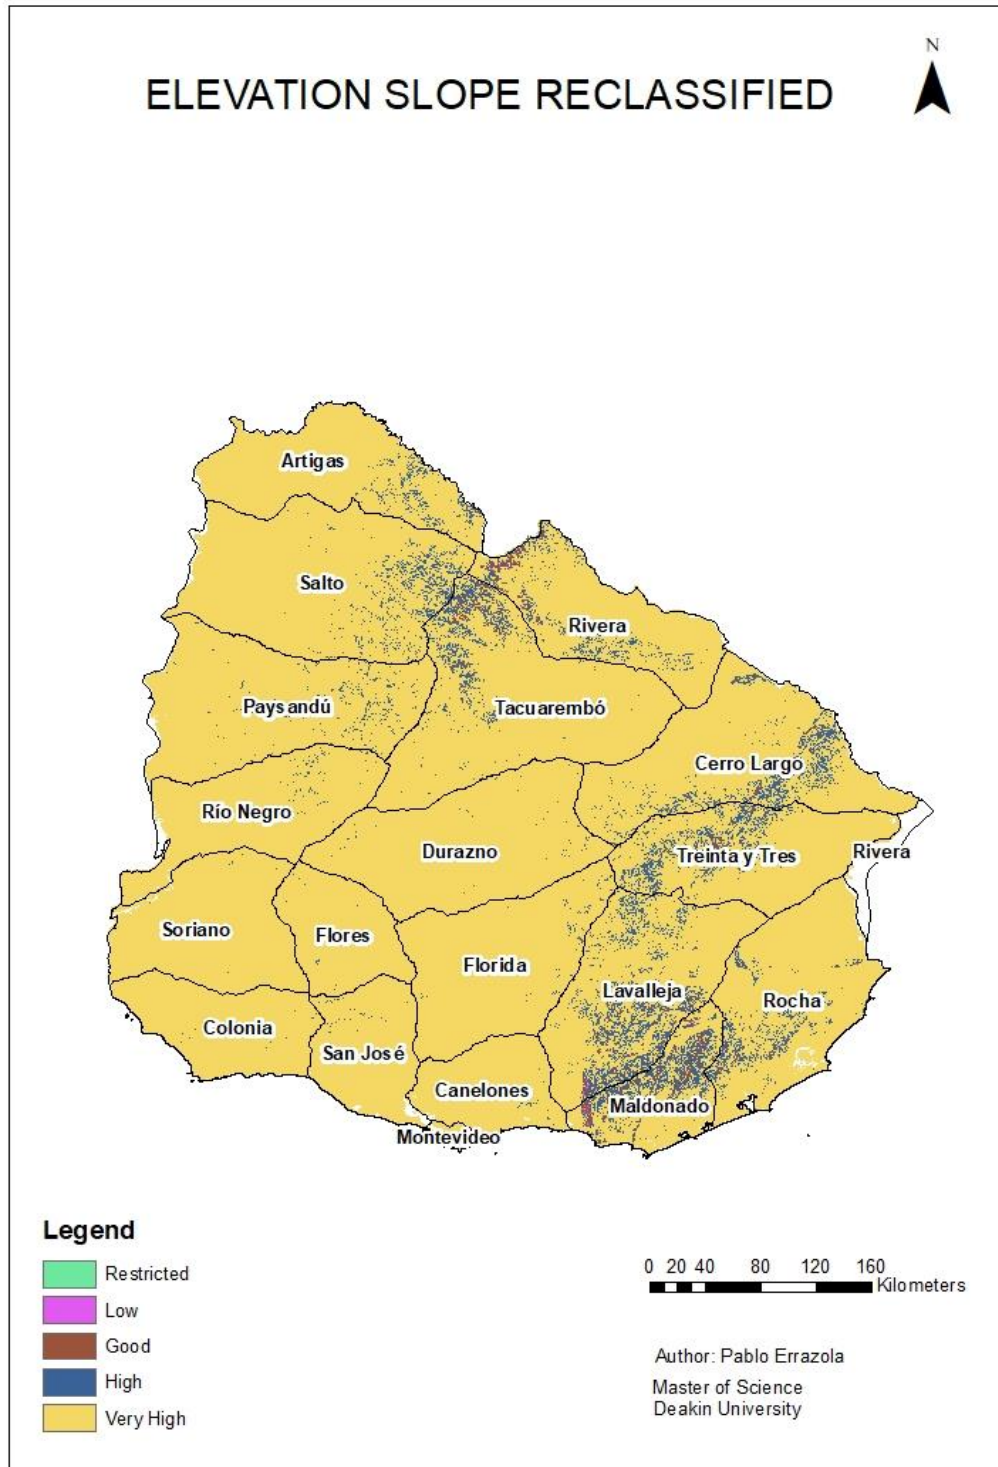 N
ELEVATION SLOPE RECLASSIFIED
Artigas
Salto
Rivera
Paysandú
Tacuarembó
Cerro Largo
Río Negro
Durazno
Treinta y Tres
Rivera
Soriano
Flores
Florida
Lavalleja
Rocha
Colonia
San José
Canelones
Maldonado
Montevideo
Legend
Restricted
Low
Good
High
Very High
0 20 40 80 120 160
Kilometers
Author: Pablo Errazola
Master of Science
Deakin University